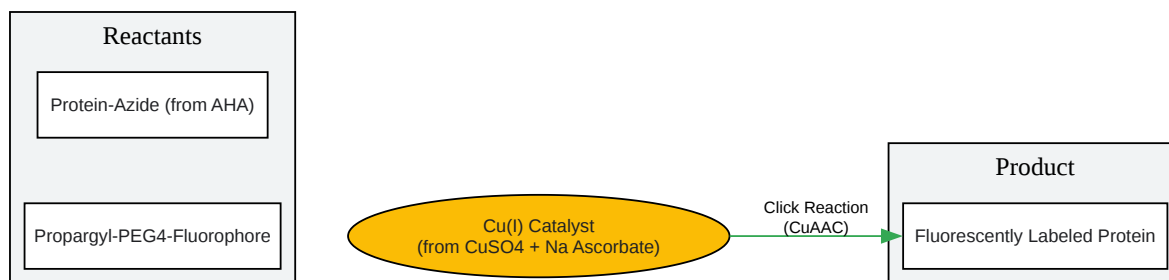 Reactants
Protein-Azide (from AHA)
Propargyl-PEG4-Fluorophore
Cu(I) Catalyst
(from CuSO4 + Na Ascorbate)
Click Reaction
(CuAAC)
Product
Fluorescently Labeled Protein